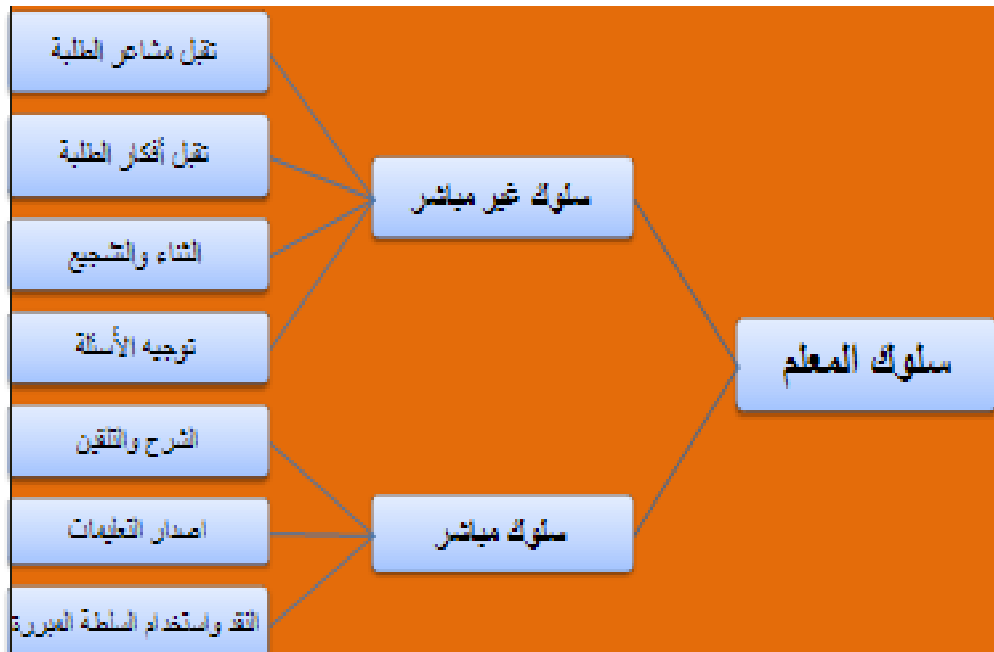 سلوك المعلم
سلوك غير مباشر
تقبل مشاعر الطلبة
تقبل أفكار الطلبة
الثناء والتشجيع
توجيه الأسئلة
سلوك مباشر
الشرح والتلقين
اصدار التعليمات
النقد واستخدام السلطة المبررة